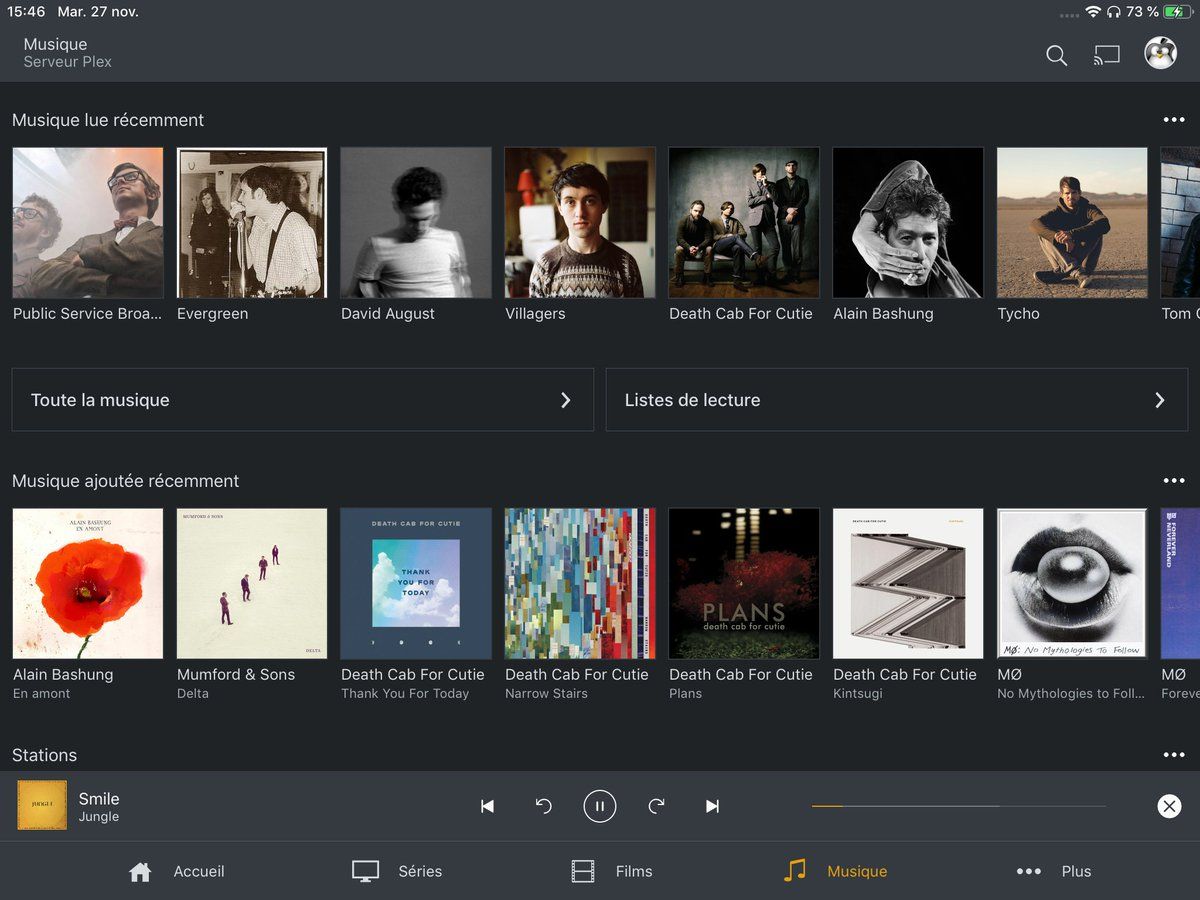 15:46 Mar. 27 nov.
73 %
Musique
Serveur Plex
Musique lue récemment
Public Service Broa...
Evergreen
David August
Villagers
Death Cab For Cutie
Alain Bashung
Tycho
Tom
Toute la musique
Listes de lecture
Musique ajoutée récemment
ALAIN BASHUNG
EN AMONT
MUMFORD & SONS
DELTA
DEATH CAB FOR CUTIE
THANK
YOU FOR
TODAY
PLANS
death cab for cutie
DEATH CAB FOR CUTIE
KINTSUGI
MØ: No Mythologies To Follow
FOREVER
NEVERLAND
Alain Bashung
En amont
Mumford & Sons
Delta
Death Cab For Cutie
Thank You For Today
Death Cab For Cutie
Narrow Stairs
Death Cab For Cutie
Plans
Death Cab For Cutie
Kintsugi
MØ
No Mythologies to Foll...
MØ
Foreve
Stations
JUNGLE
Smile
Jungle
Accueil
Séries
Films
Musique
Plus